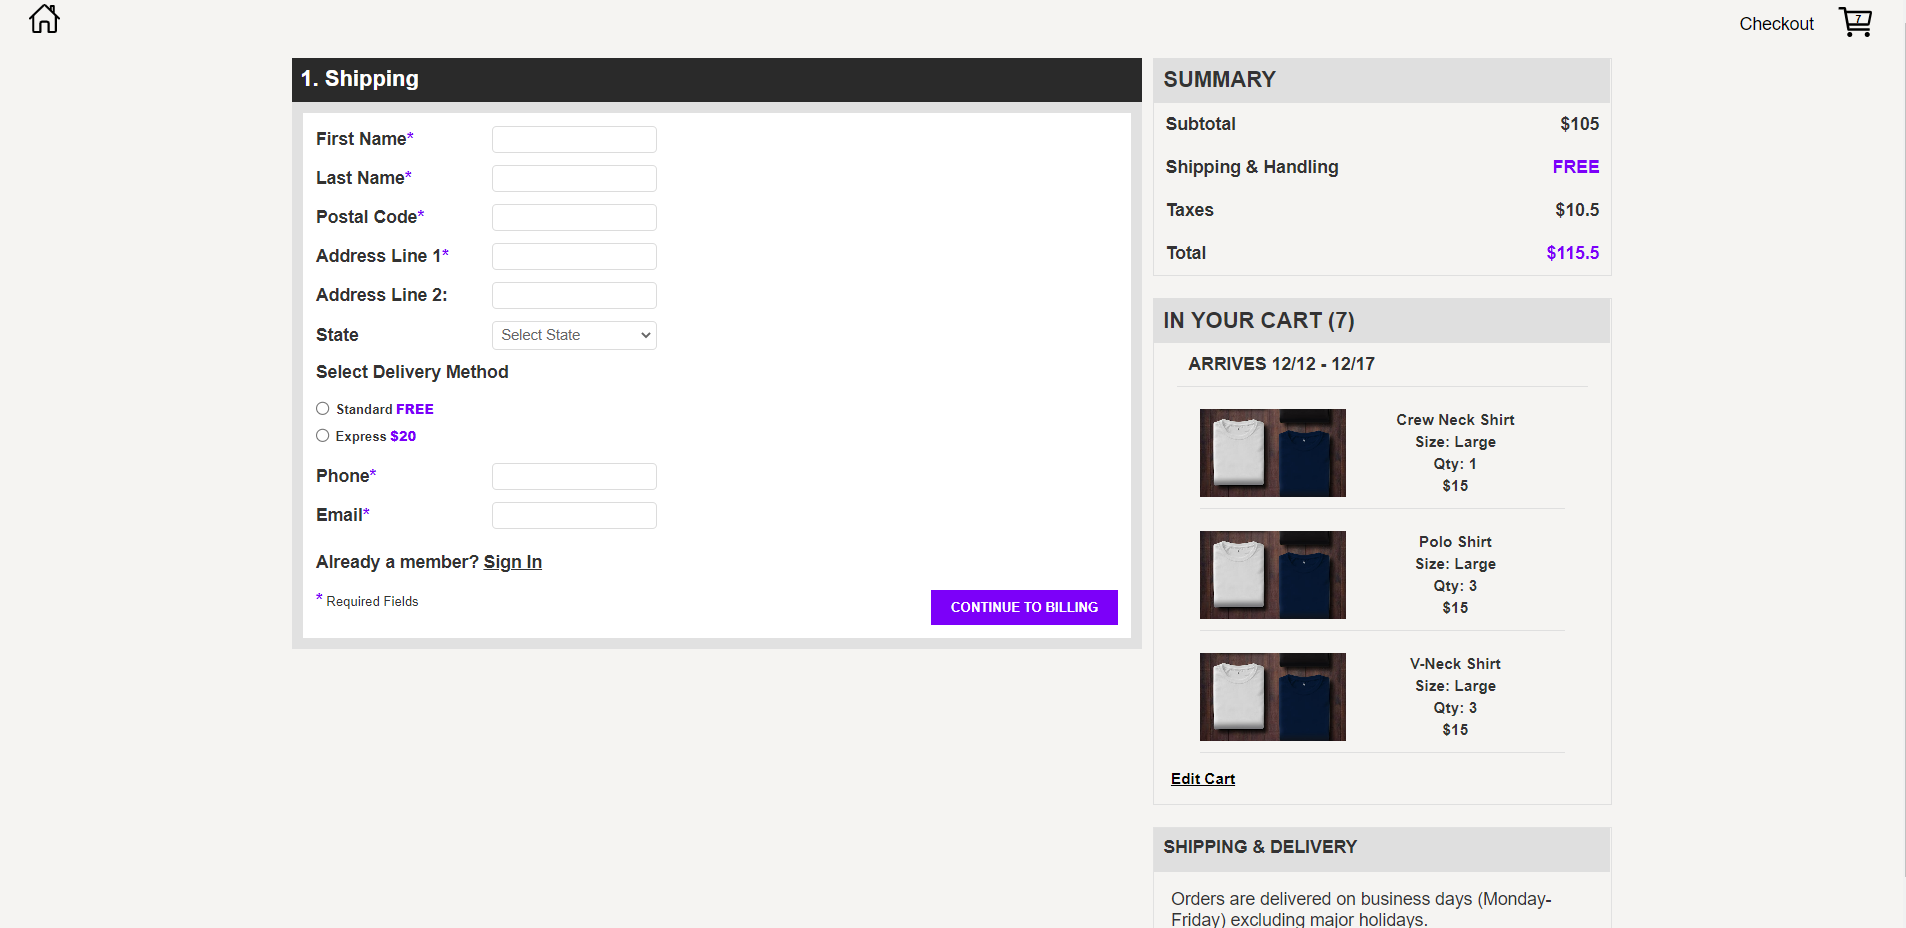 Checkout
7
1. Shipping
First Name*
Last Name*
Postal Code*
Address Line 1*
Address Line 2:
State
Select State
Select Delivery Method
Standard FREE
Express $20
Phone*
Email*
Already a member? Sign In
* Required Fields
CONTINUE TO BILLING
SUMMARY
Subtotal $105
Shipping & Handling FREE
Taxes $10.5
Total $115.5
IN YOUR CART (7)
ARRIVES 12/12 - 12/17
Crew Neck Shirt
Size: Large
Qty: 1
$15
Polo Shirt
Size: Large
Qty: 3
$15
V-Neck Shirt
Size: Large
Qty: 3
$15
Edit Cart
SHIPPING & DELIVERY
Orders are delivered on business days (Monday-
Friday) excluding major holidays.